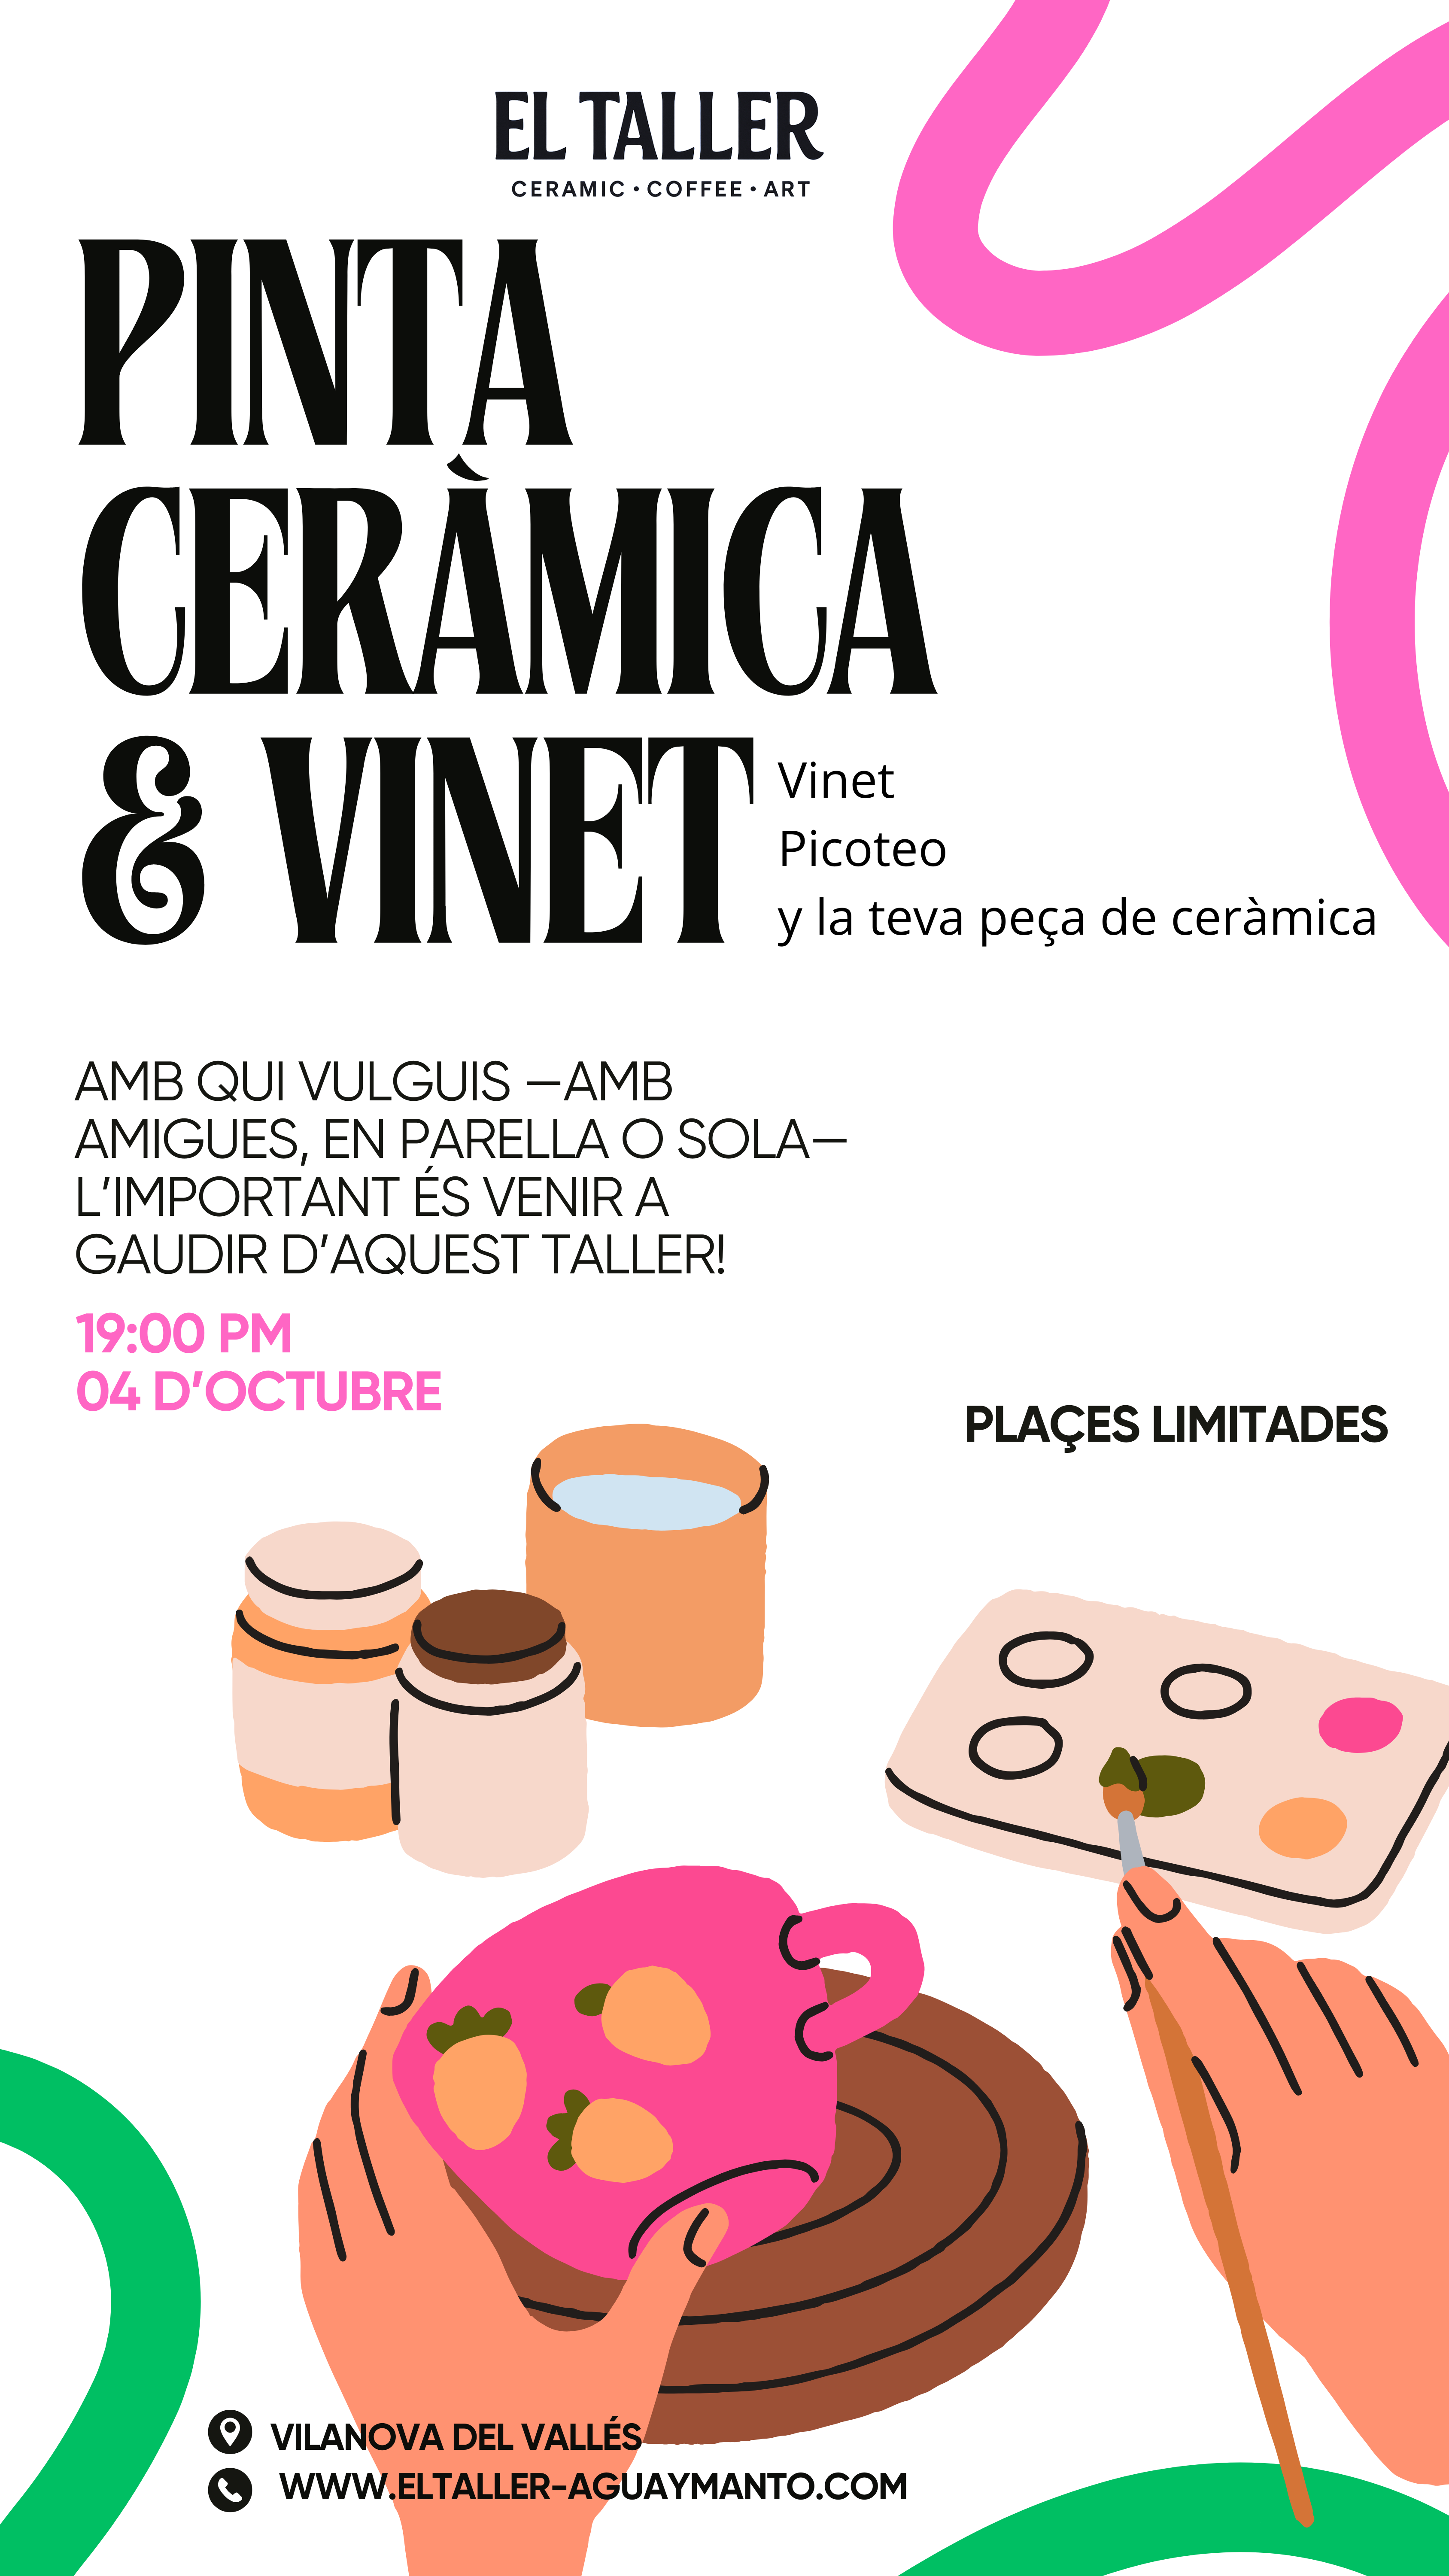 EL TALLER
CERAMIC • COFFEE • ART
PINTA
CERÀMICA
& VINET
Vinet
Picoteo
y la teva peça de ceràmica
AMB QUI VULGUIS —AMB
AMIGUES, EN PARELLA O SOLA—
L’IMPORTANT ÉS VENIR A
GAUDIR D’AQUEST TALLER!
19:00 PM
04 D’OCTUBRE
PLAÇES LIMITADES
VILANOVA DEL VALLÉS
WWW.ELTALLER-AGUAYMANTO.COM